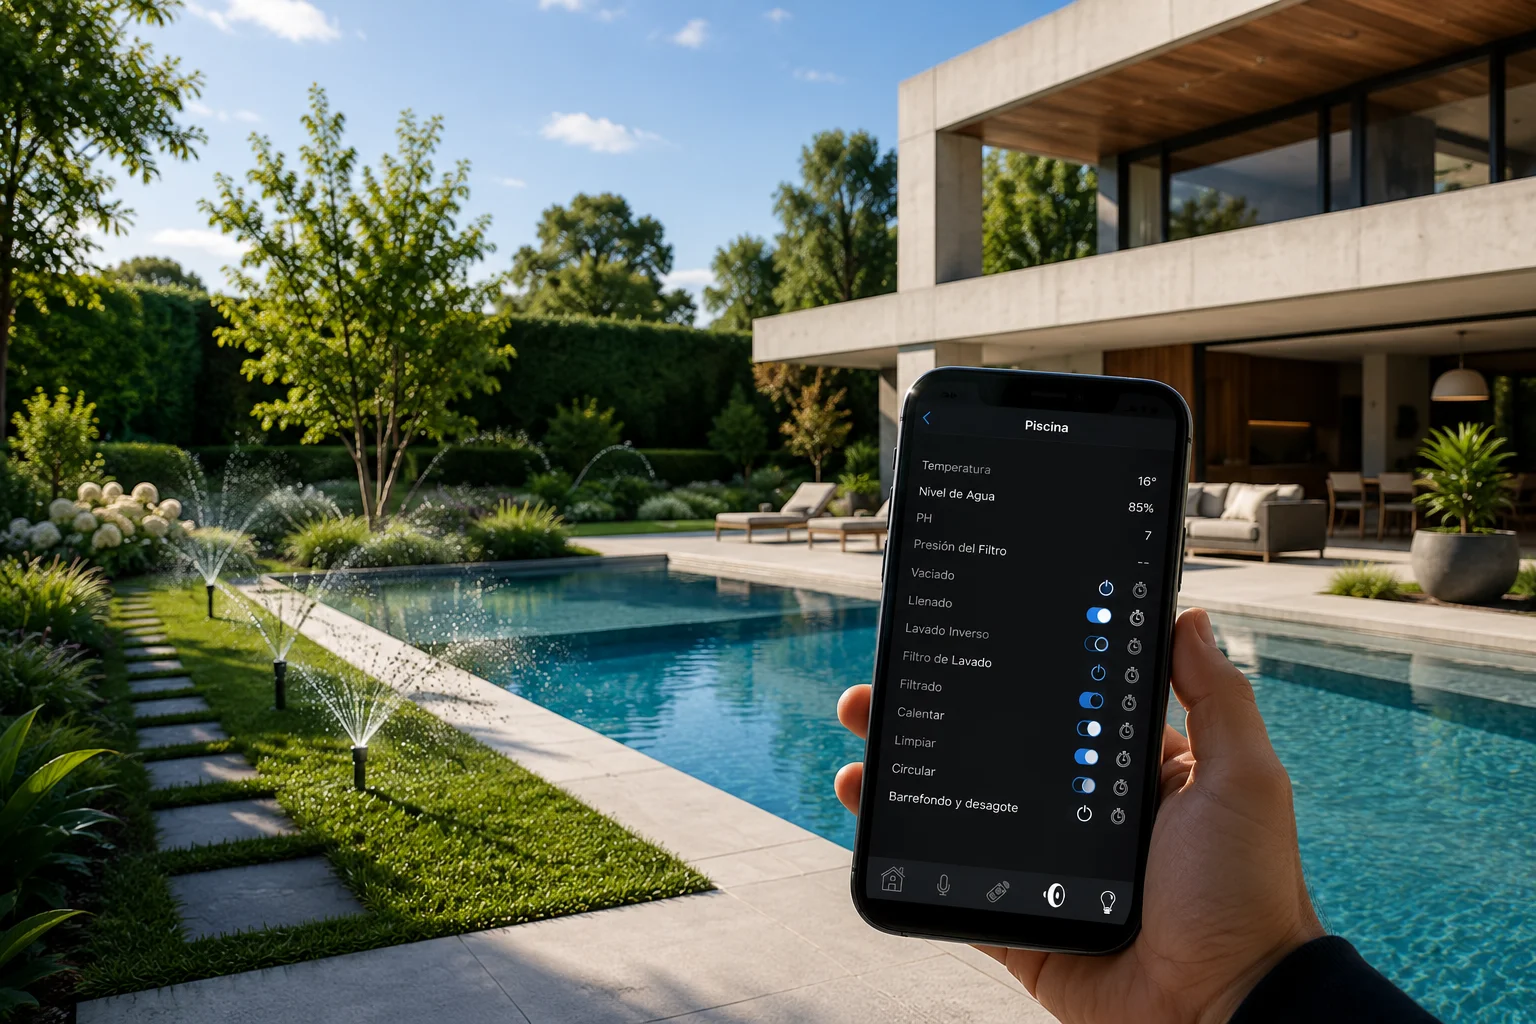 Piscina
Temperatura 16°
Nivel de Agua 85%
PH 7
Presión del Filtro --
Vaciado
Llenado
Lavado Inverso
Filtro de Lavado
Filtrado
Calentar
Limpiar
Circular
Barrefondo y desagote